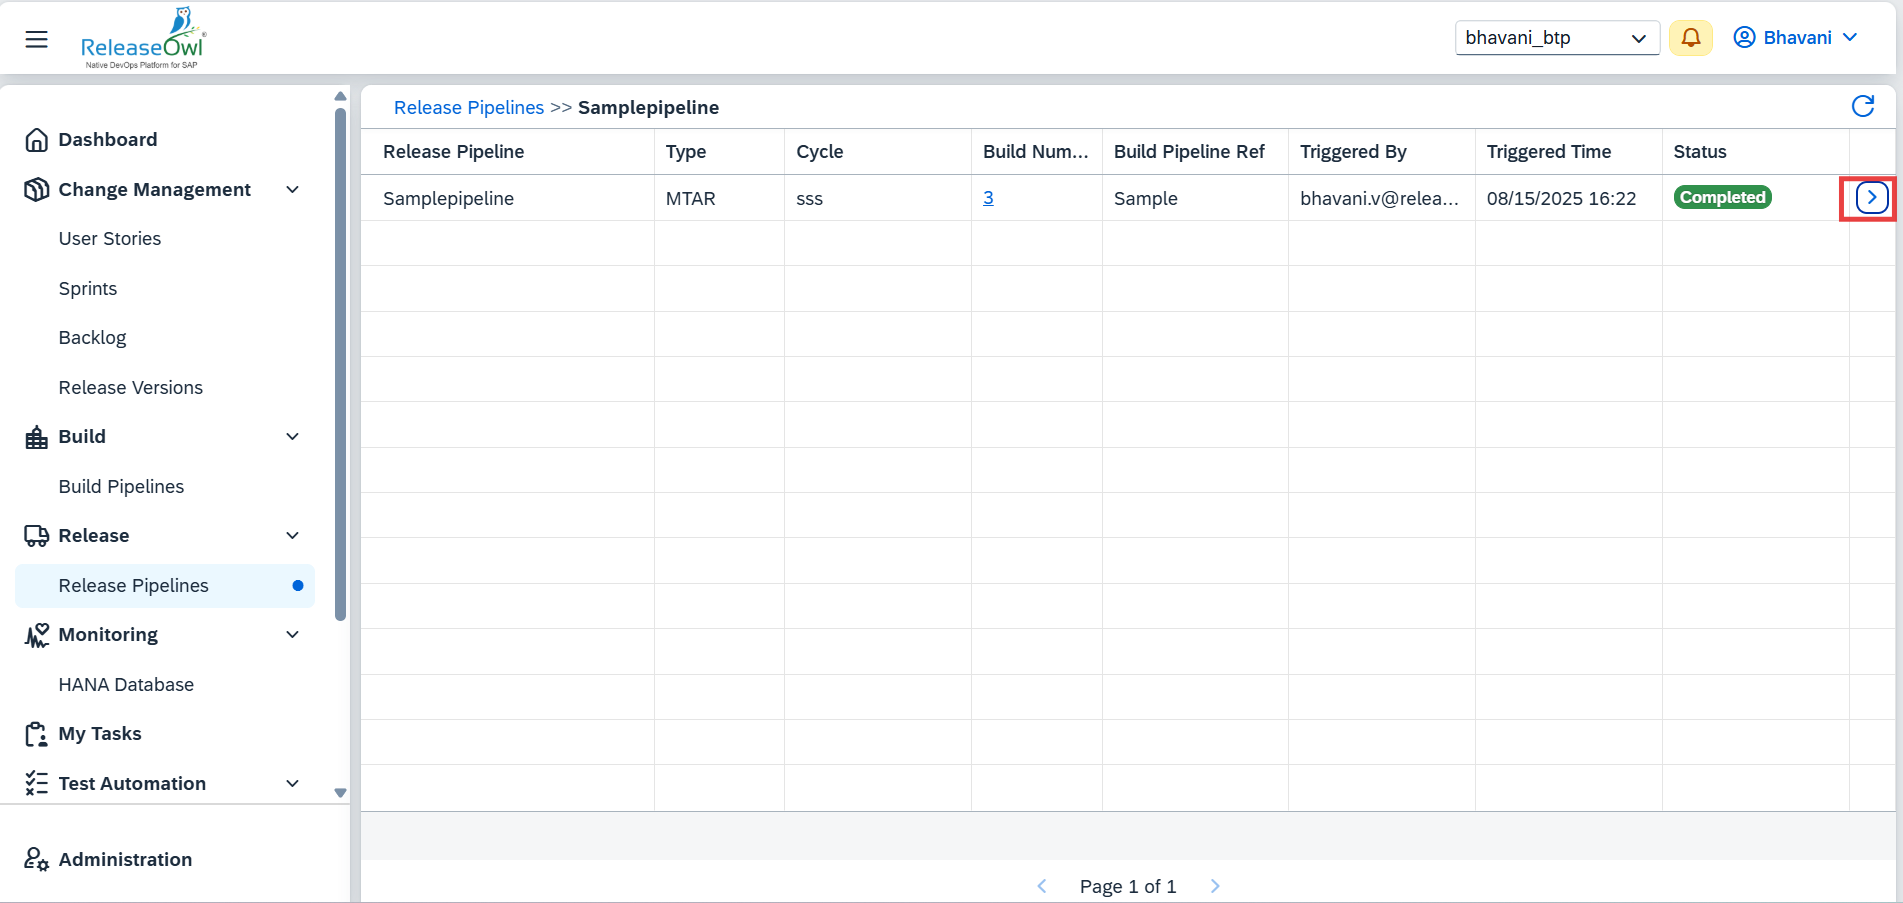 ReleaseOwl®
Native DevOps Platform for SAP
bhavani_btp
Bhavani
Dashboard
Change Management
User Stories
Sprints
Backlog
Release Versions
Build
Build Pipelines
Release
Release Pipelines
Monitoring
HANA Database
My Tasks
Test Automation
Administration
Release Pipelines >> Samplepipeline
Release Pipeline Type Cycle Build Num... Build Pipeline Ref Triggered By Triggered Time Status
Samplepipeline MTAR sss 3 Sample bhavani.v@relea... 08/15/2025 16:22 Completed
Page 1 of 1